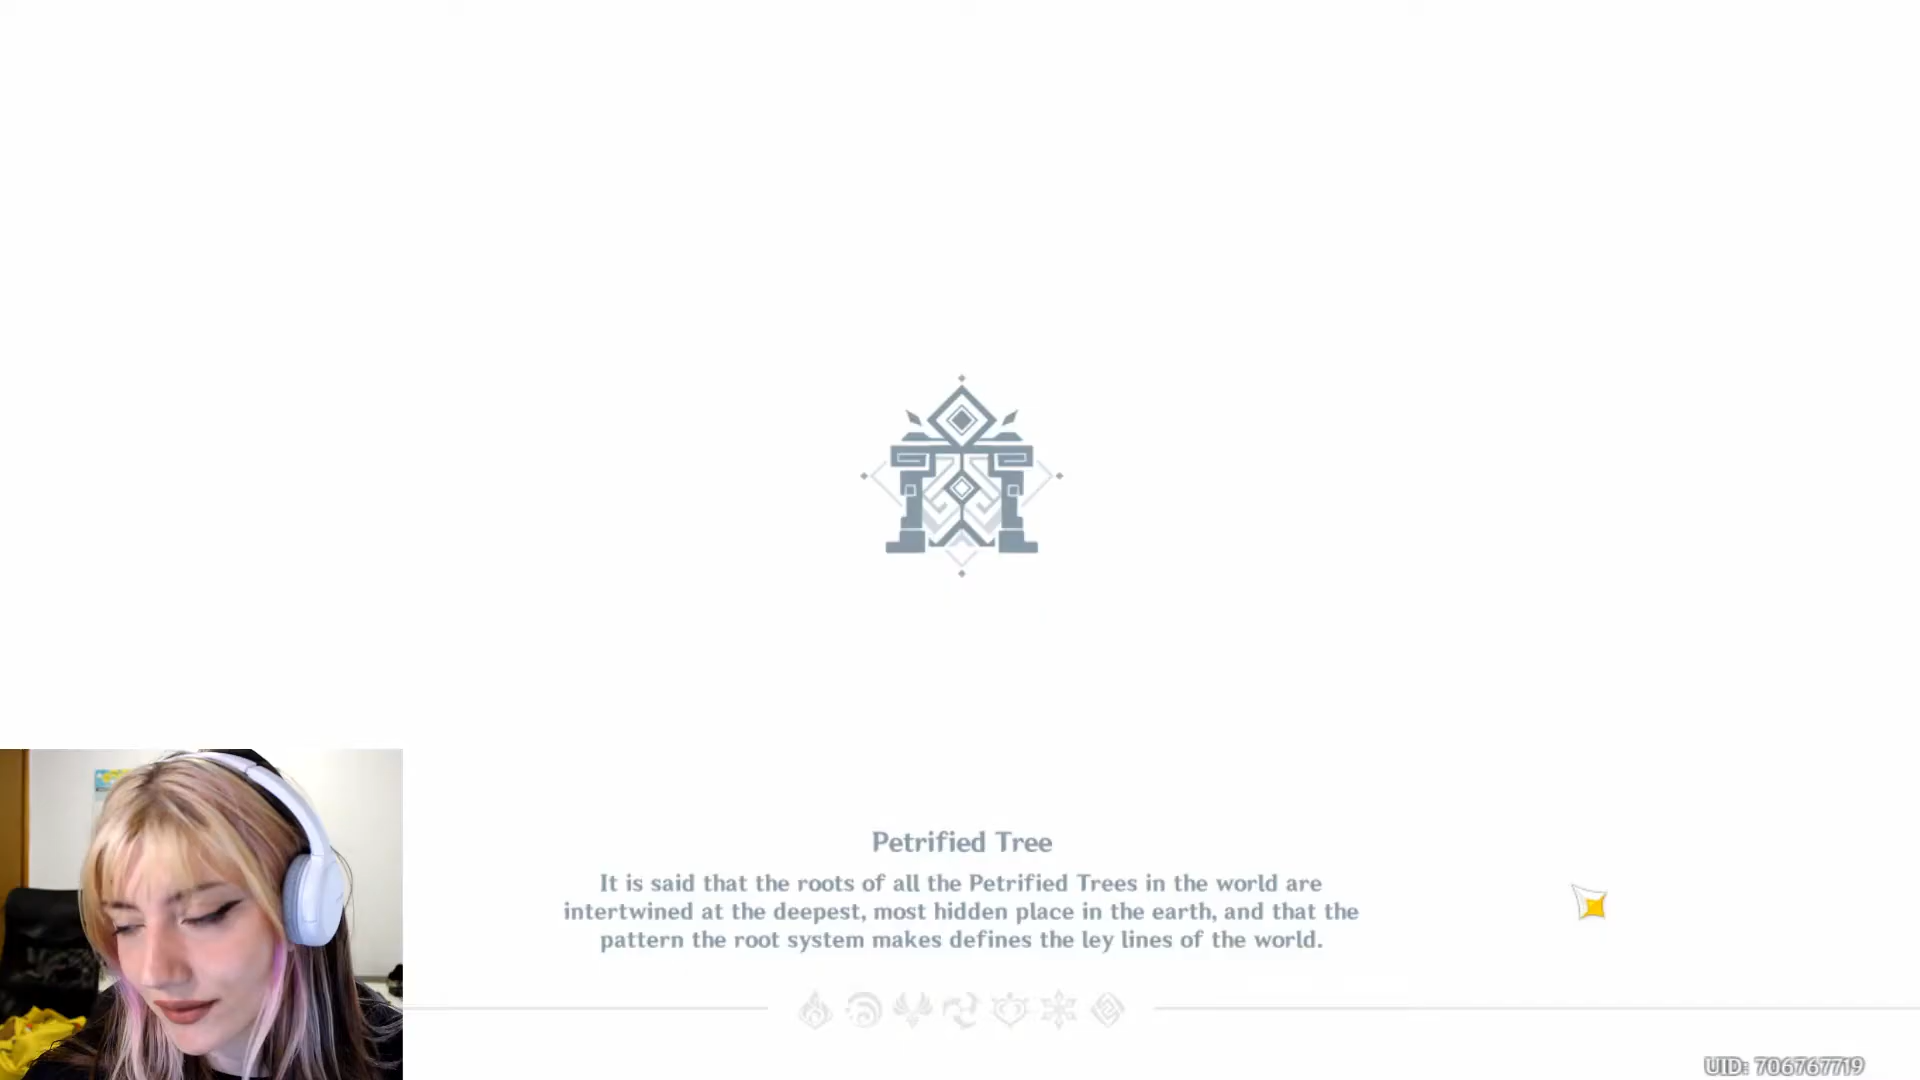 Petrified Tree
It is said that the roots of all the Petrified Trees in the world are
intertwined at the deepest, most hidden place in the earth, and that the
pattern the root system makes defines the ley lines of the world.
UID: 706767719